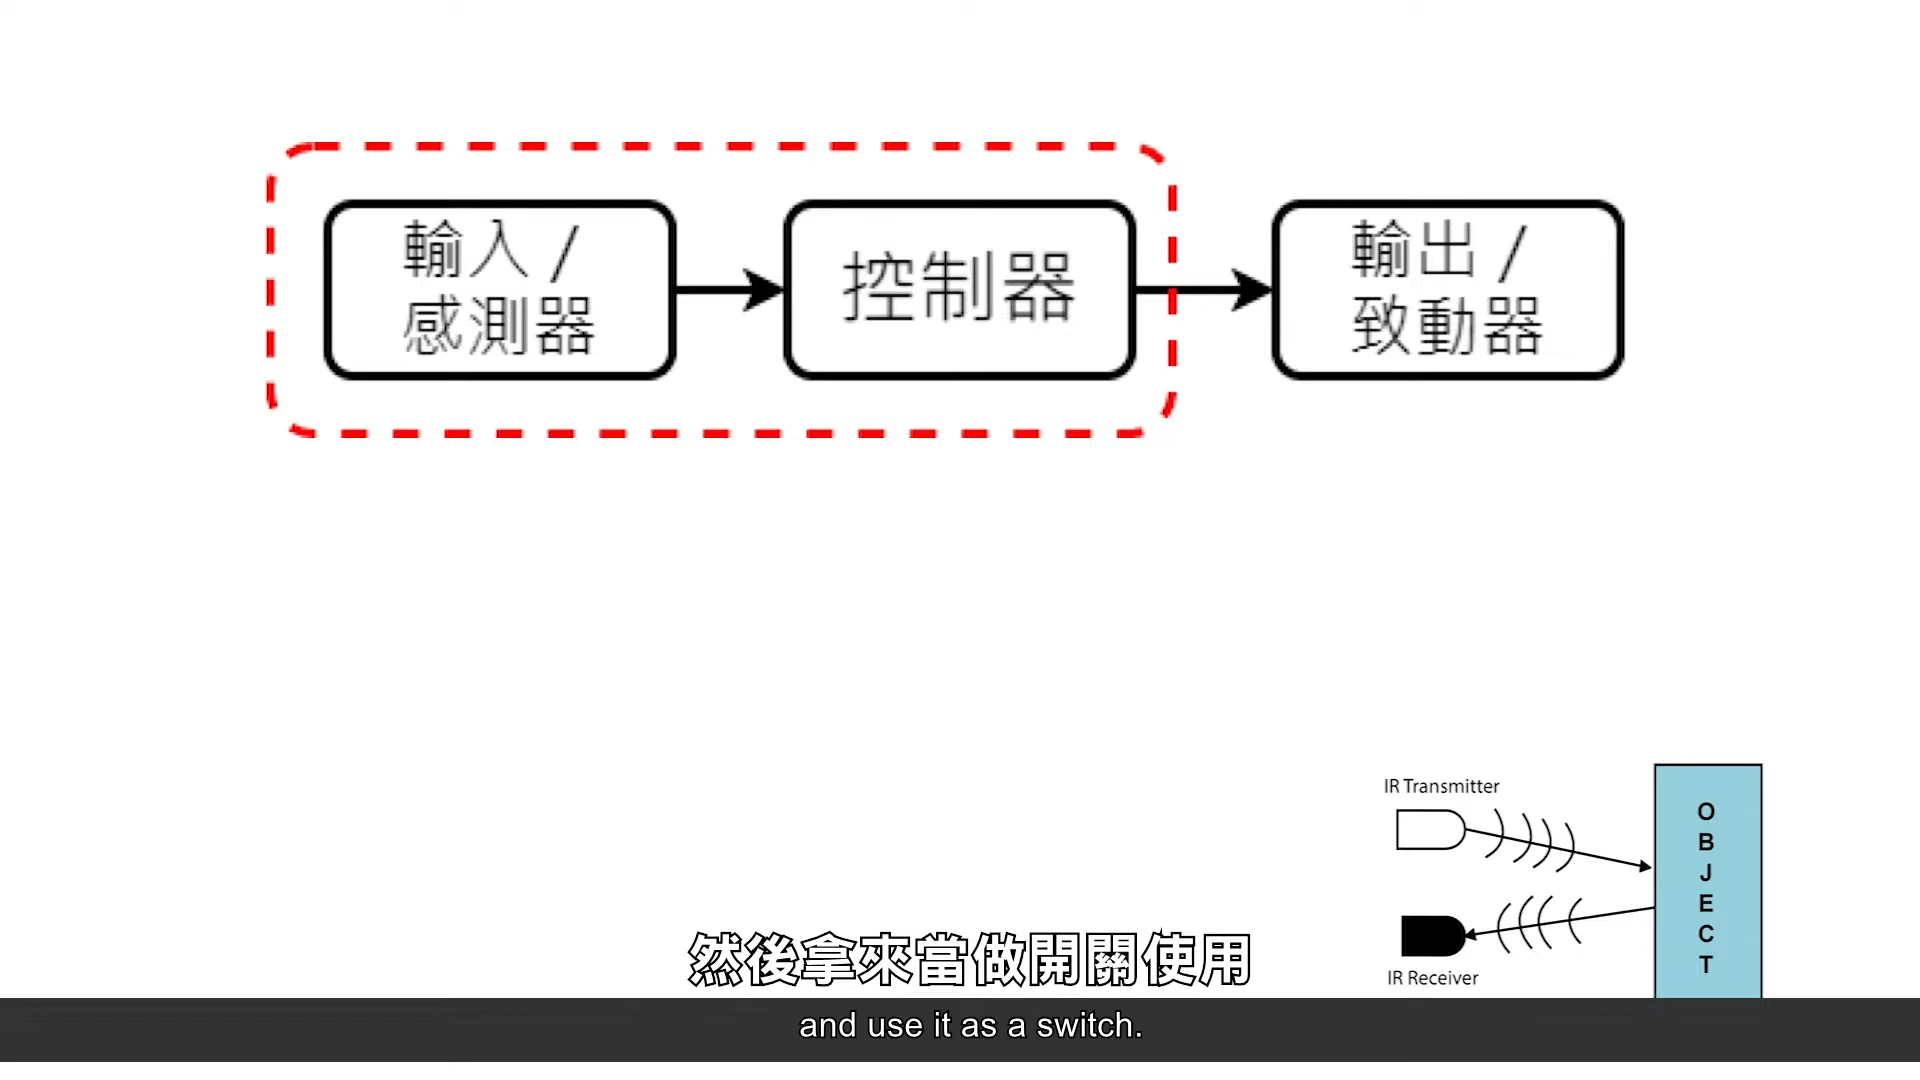 輸入 /
感測器
控制器
輸出 /
致動器
IR Transmitter
OBJECT
IR Receiver
然後拿來當做開關使用
and use it as a switch.